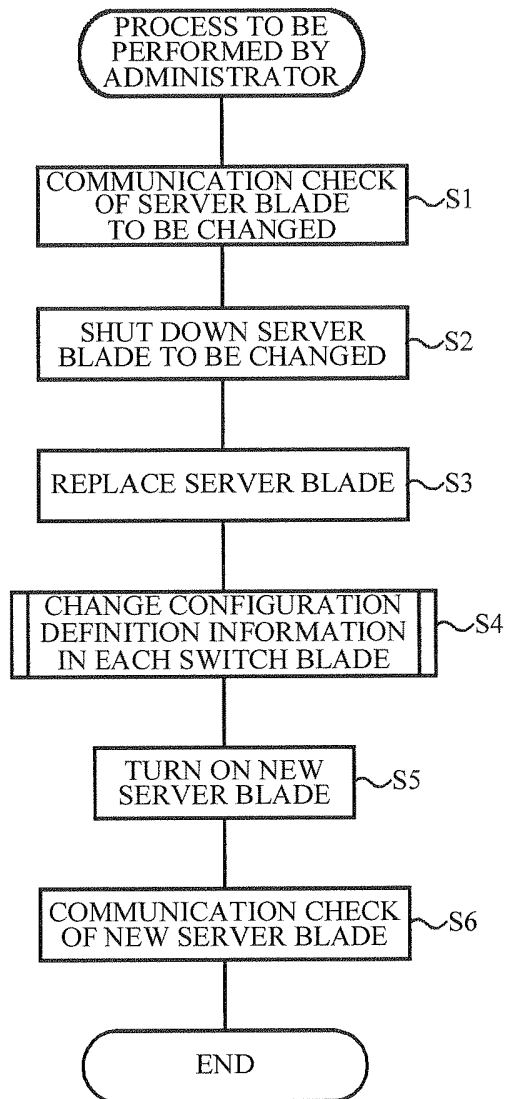 PROCESS TO BE
PERFORMED BY
ADMINISTRATOR
COMMUNICATION CHECK
OF SERVER BLADE
TO BE CHANGED
S1
SHUT DOWN SERVER
BLADE TO BE CHANGED
S2
REPLACE SERVER BLADE
S3
CHANGE CONFIGURATION
DEFINITION INFORMATION
IN EACH SWITCH BLADE
S4
TURN ON NEW
SERVER BLADE
S5
COMMUNICATION CHECK
OF NEW SERVER BLADE
S6
END